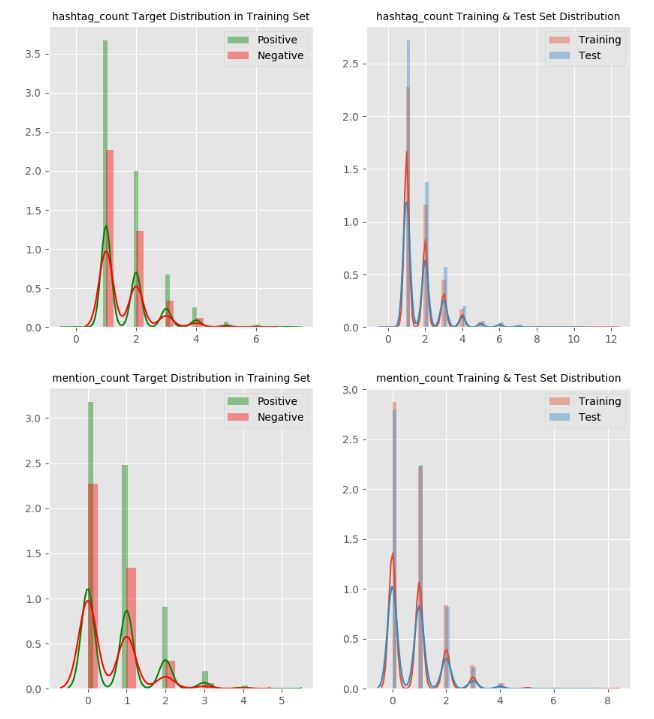 hashtag_count Target Distribution in Training Set
Positive
Negative
3.5
3.0
2.5
2.0
1.5
1.0
0.5
0.0
0 2 4 6
hashtag_count Training & Test Set Distribution
Training
Test
2.5
2.0
1.5
1.0
0.5
0.0
0 2 4 6 8 10 12
mention_count Target Distribution in Training Set
Positive
Negative
3.0
2.5
2.0
1.5
1.0
0.5
0.0
0 1 2 3 4 5
mention_count Training & Test Set Distribution
Training
Test
3.0
2.5
2.0
1.5
1.0
0.5
0.0
0 2 4 6 8